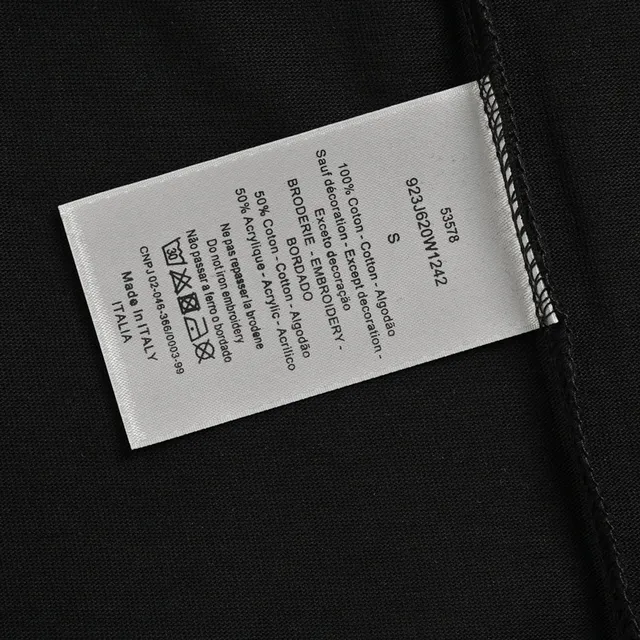 53578
923J620W1242
S
100% Coton - Cotton - Algodão
Sauf décoration - Except décoration -
Exceto decoração
BRODERIE - EMBROIDERY -
BORDADO
50% Coton - Cotton - Algodão
50% Acrylique - Acrylic - Acrílico
Ne pas repasser la broderie
Do not iron embroidery
Não passar a ferro o bordado
CNPJ 02-046-366/0003-99
Made in ITALY
ITALIA